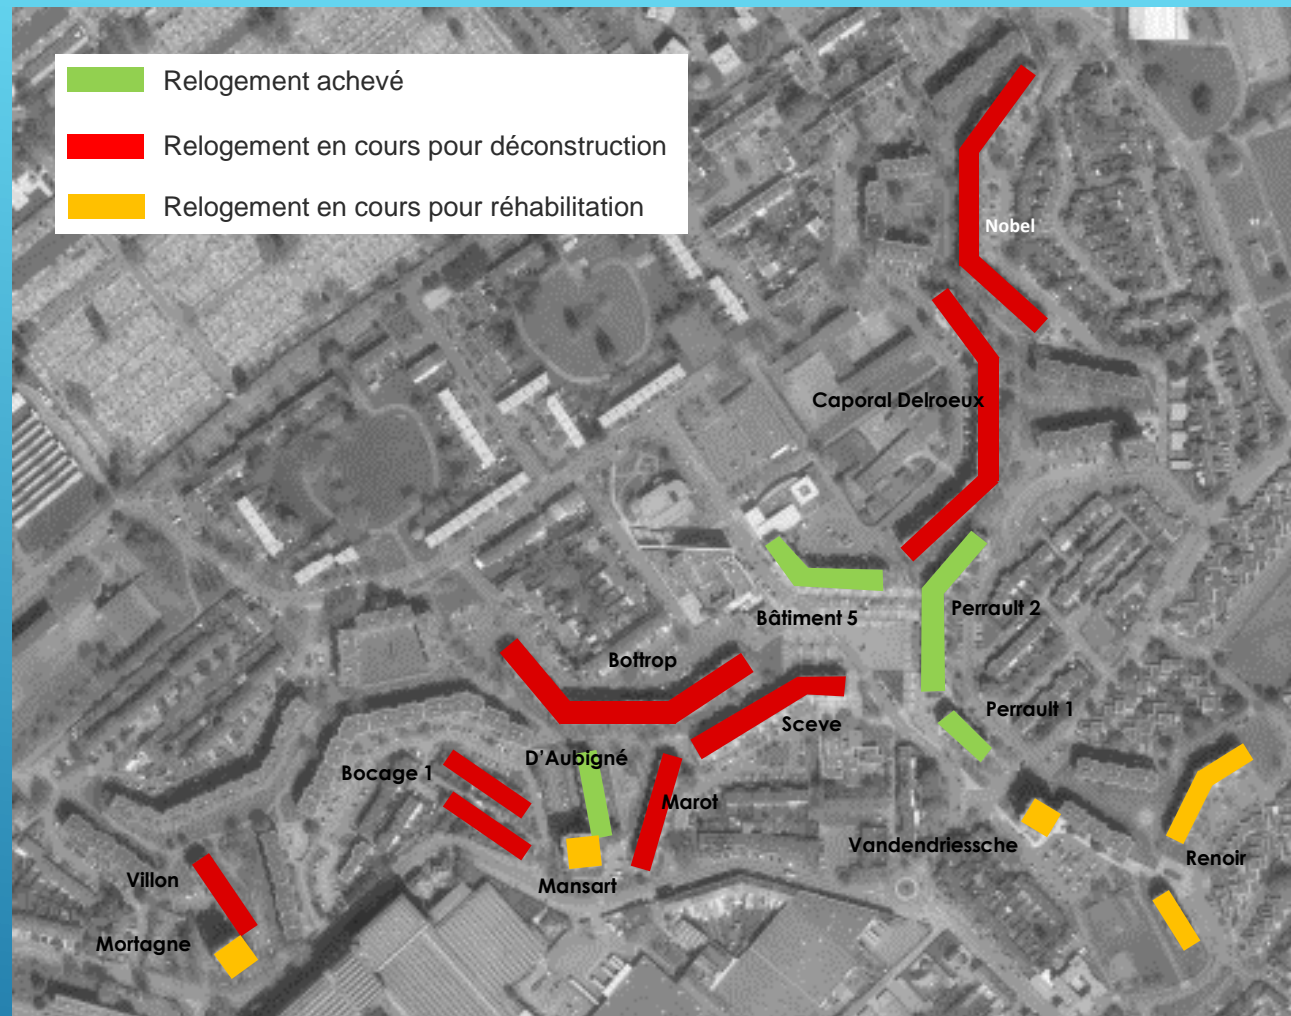 Relogement achevé
Relogement en cours pour déconstruction
Relogement en cours pour réhabilitation
Nobel
Caporal Delroeux
Bâtiment 5
Perrault 2
Bottrop
Perrault 1
Sceve
D'Aubigné
Bocage 1
Marot
Vandendriessche
Renoir
Villon
Mansart
Mortagne